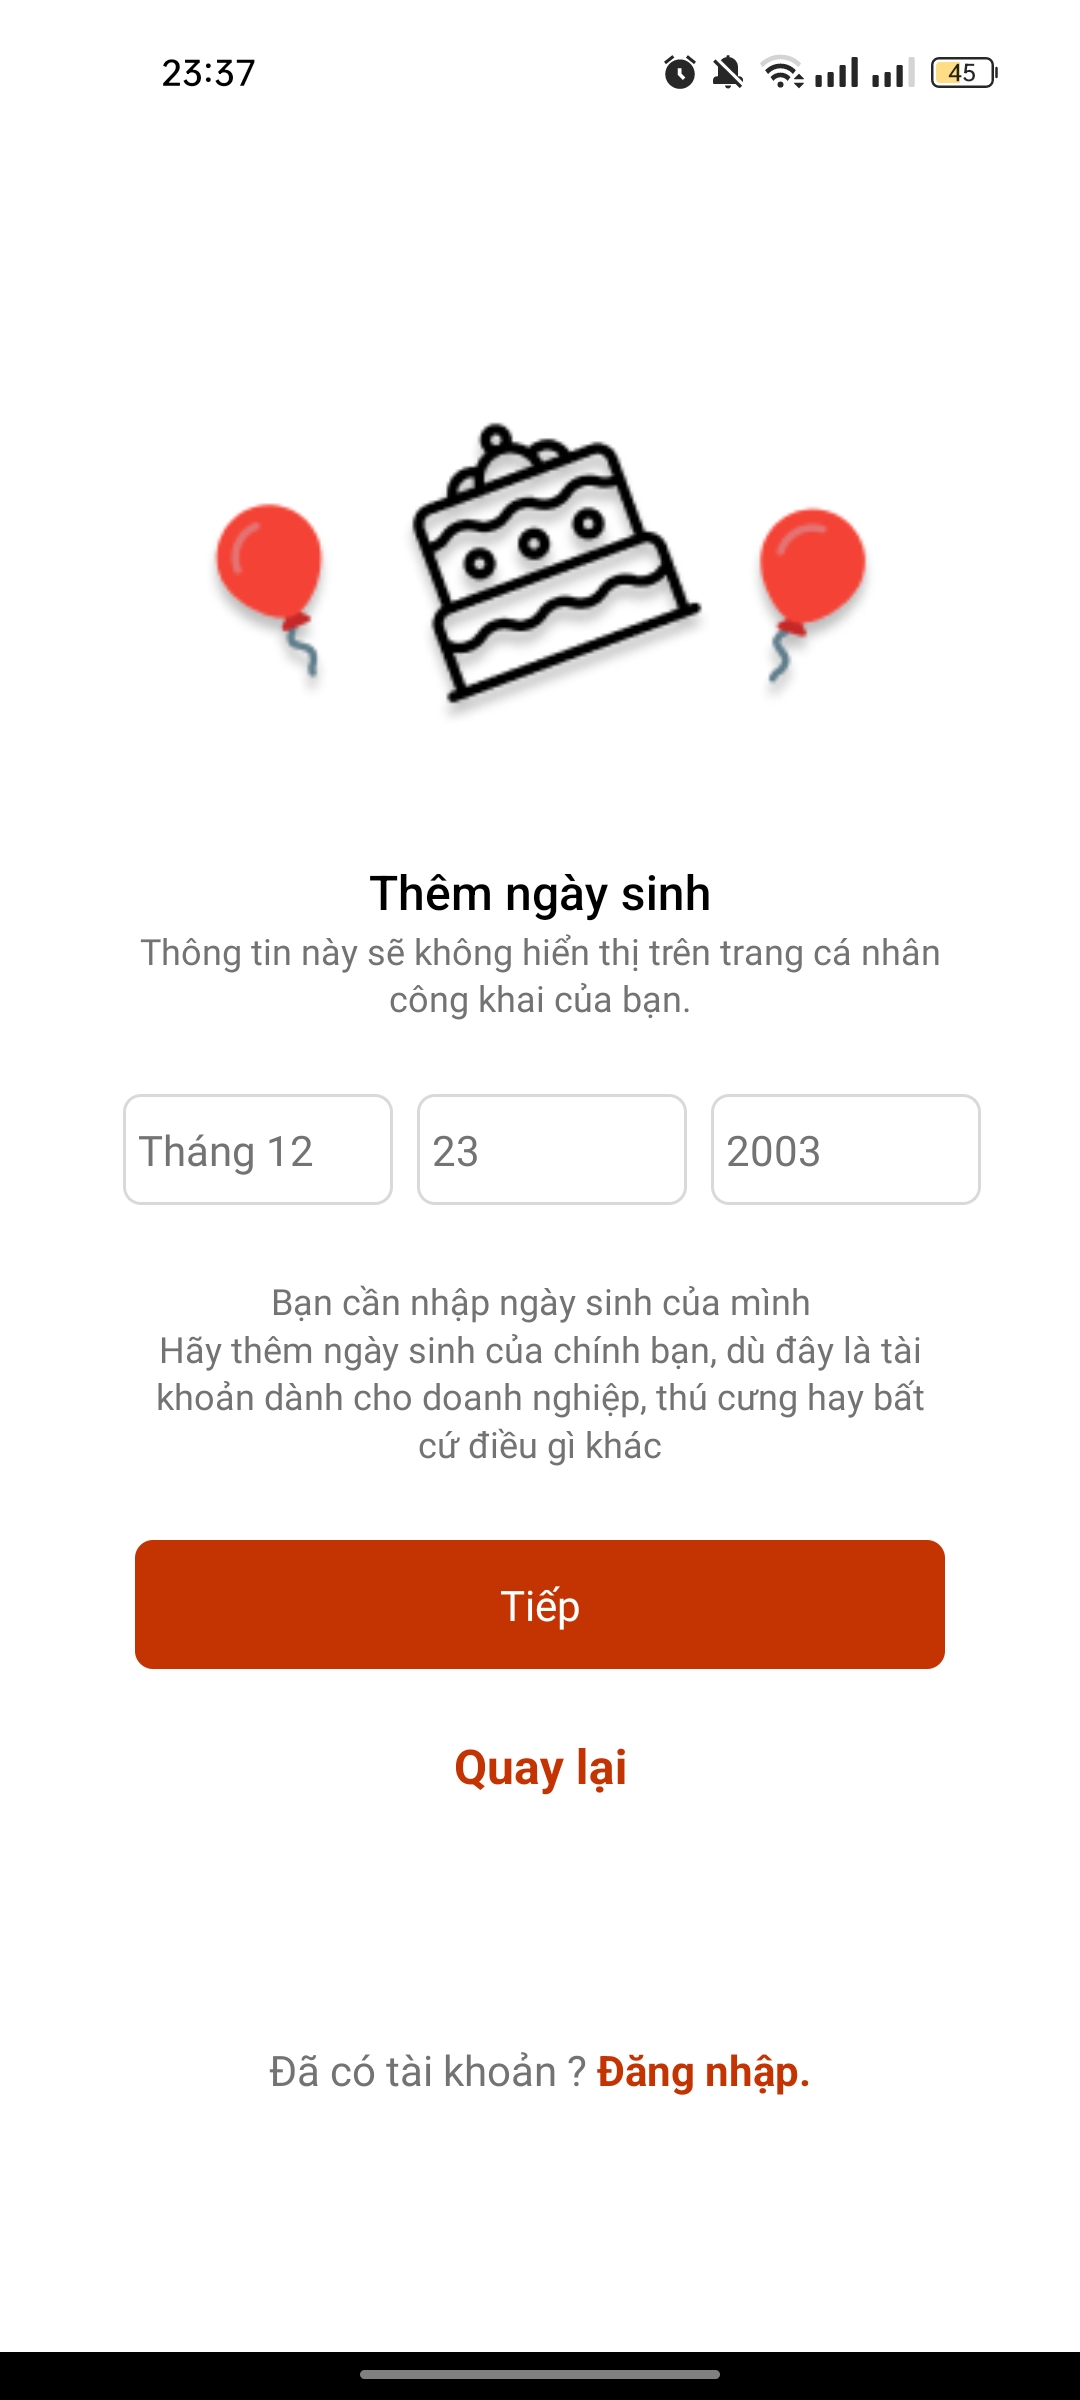 23:37
45
Thêm ngày sinh
Thông tin này sẽ không hiển thị trên trang cá nhân
công khai của bạn.
Tháng 12
23
2003
Bạn cần nhập ngày sinh của mình
Hãy thêm ngày sinh của chính bạn, dù đây là tài
khoản dành cho doanh nghiệp, thú cưng hay bất
cứ điều gì khác
Tiếp
Quay lại
Đã có tài khoản ? Đăng nhập.